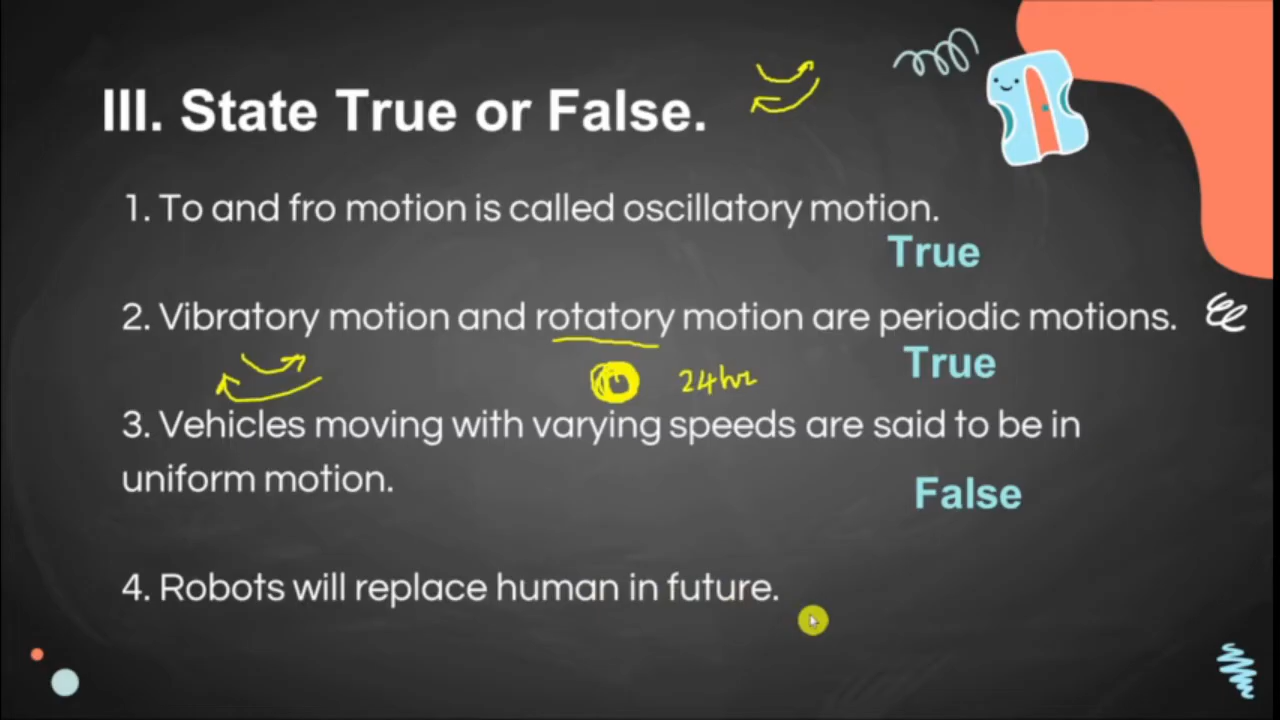 III. State True or False.
1. To and fro motion is called oscillatory motion.
True
2. Vibratory motion and rotatory motion are periodic motions.
True
24hr
3. Vehicles moving with varying speeds are said to be in
uniform motion.
False
4. Robots will replace human in future.